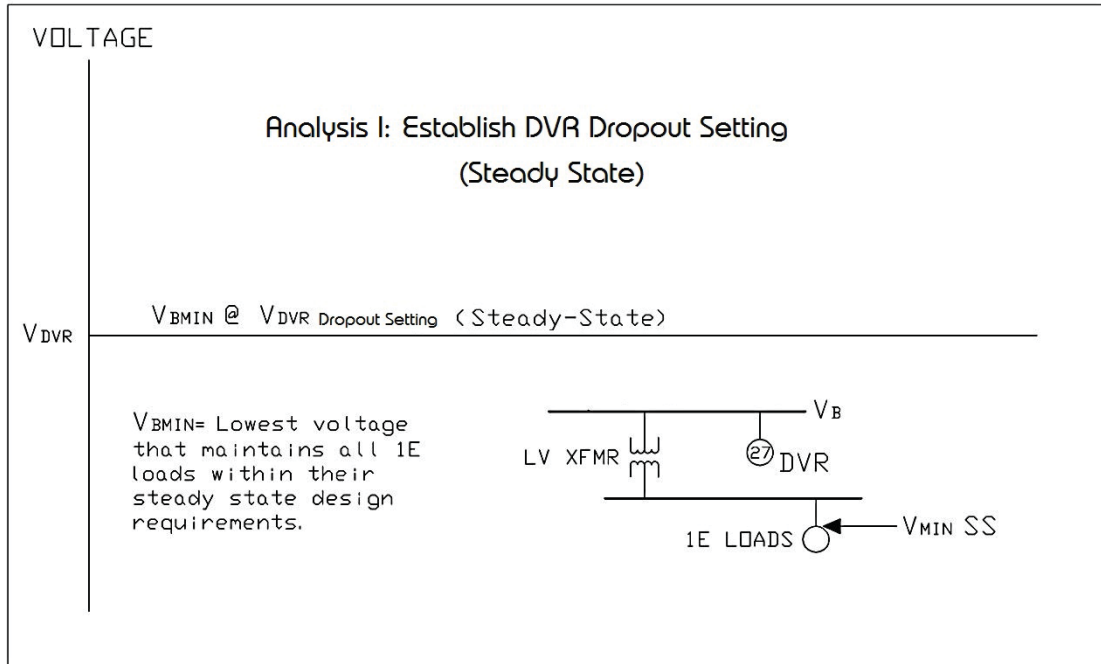 VOLTAGE
Analysis I: Establish DVR Dropout Setting
(Steady State)
VBMIN @ VDVR Dropout Setting (Steady-State)
VDVR
VBMIN= Lowest voltage
that maintains all 1E
loads within their
steady state design
requirements.
VB
LV XFMR
27 DVR
1E LOADS
VMIN SS